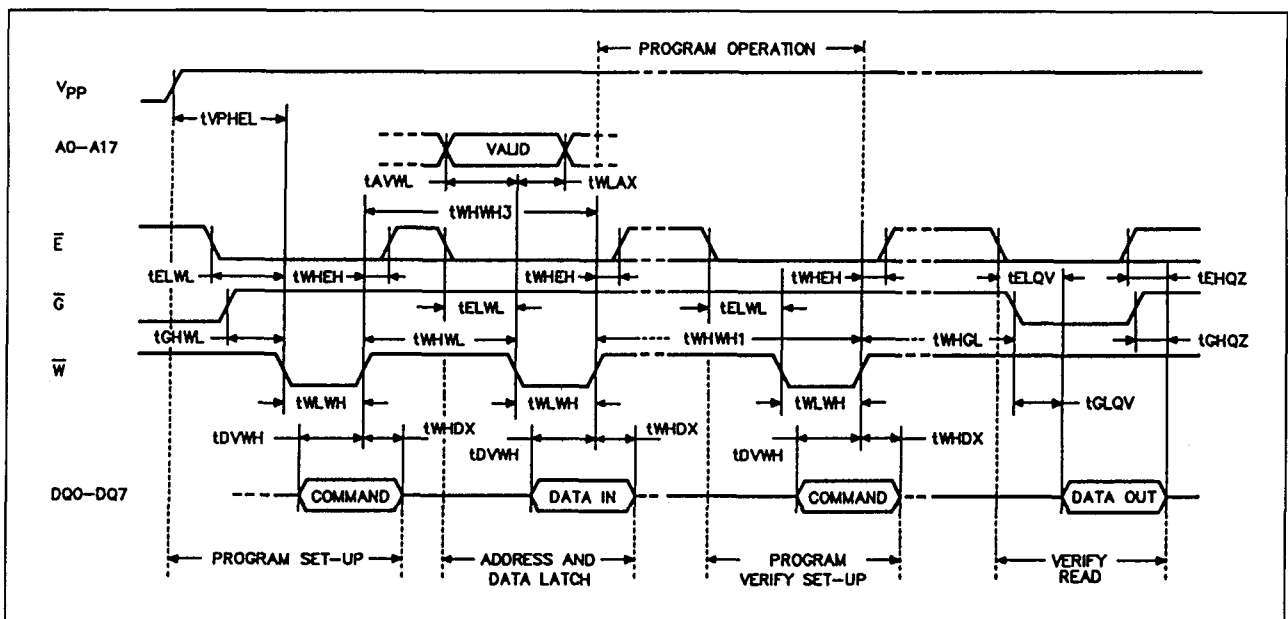 PROGRAM OPERATION
VPP
tVPHEL
A0-A17
VALID
tAVWL
tWLAX
tWHWH3
E
tELWL
tWHEH
tWHEH
tWHEH
tELQV
tEHQZ
G
tELWL
tELWL
tGHWL
tWHWL
tWHWH1
tWHGL
tGHQZ
W
tWLWH
tWLWH
tWLWH
tGLQV
tDVWH
tWHDX
tDVWH
tWHDX
tDVWH
tWHDX
DQ0-DQ7
COMMAND
DATA IN
COMMAND
DATA OUT
PROGRAM SET-UP
ADDRESS AND
DATA LATCH
PROGRAM
VERIFY SET-UP
VERIFY
READ